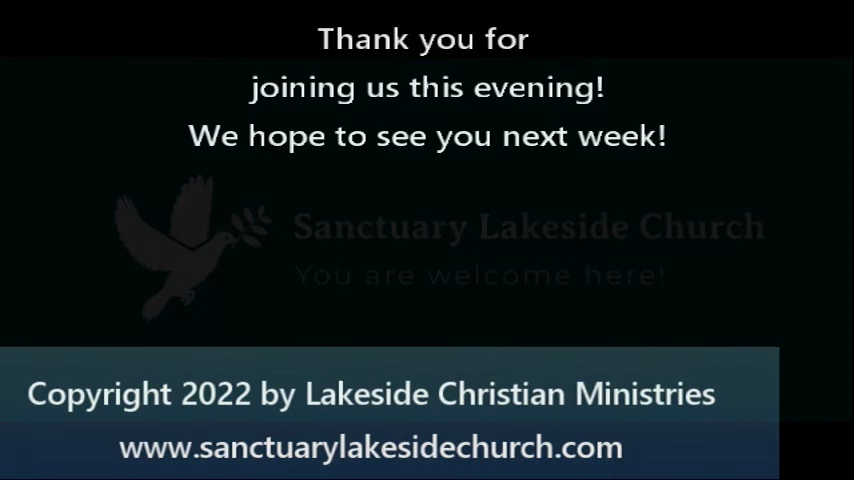 Thank you for
joining us this evening!
We hope to see you next week!
Sanctuary Lakeside Church
You are welcome here!
Copyright 2022 by Lakeside Christian Ministries
www.sanctuarylakesidechurch.com